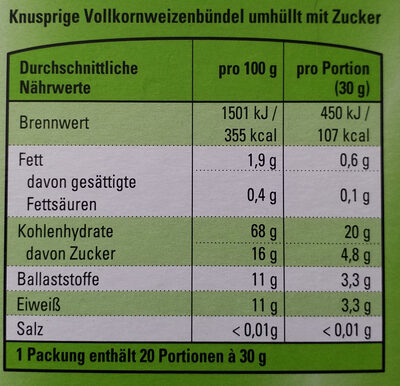 Knusprige Vollkornweizenbündel umhüllt mit Zucker
Durchschnittliche Nährwerte pro 100 g pro Portion (30 g)
Brennwert 1501 kJ / 355 kcal 450 kJ / 107 kcal
Fett 1,9 g 0,6 g
davon gesättigte Fettsäuren 0,4 g 0,1 g
Kohlenhydrate 68 g 20 g
davon Zucker 16 g 4,8 g
Ballaststoffe 11 g 3,3 g
Eiweiß 11 g 3,3 g
Salz < 0,01g < 0,01 g
1 Packung enthält 20 Portionen à 30 g